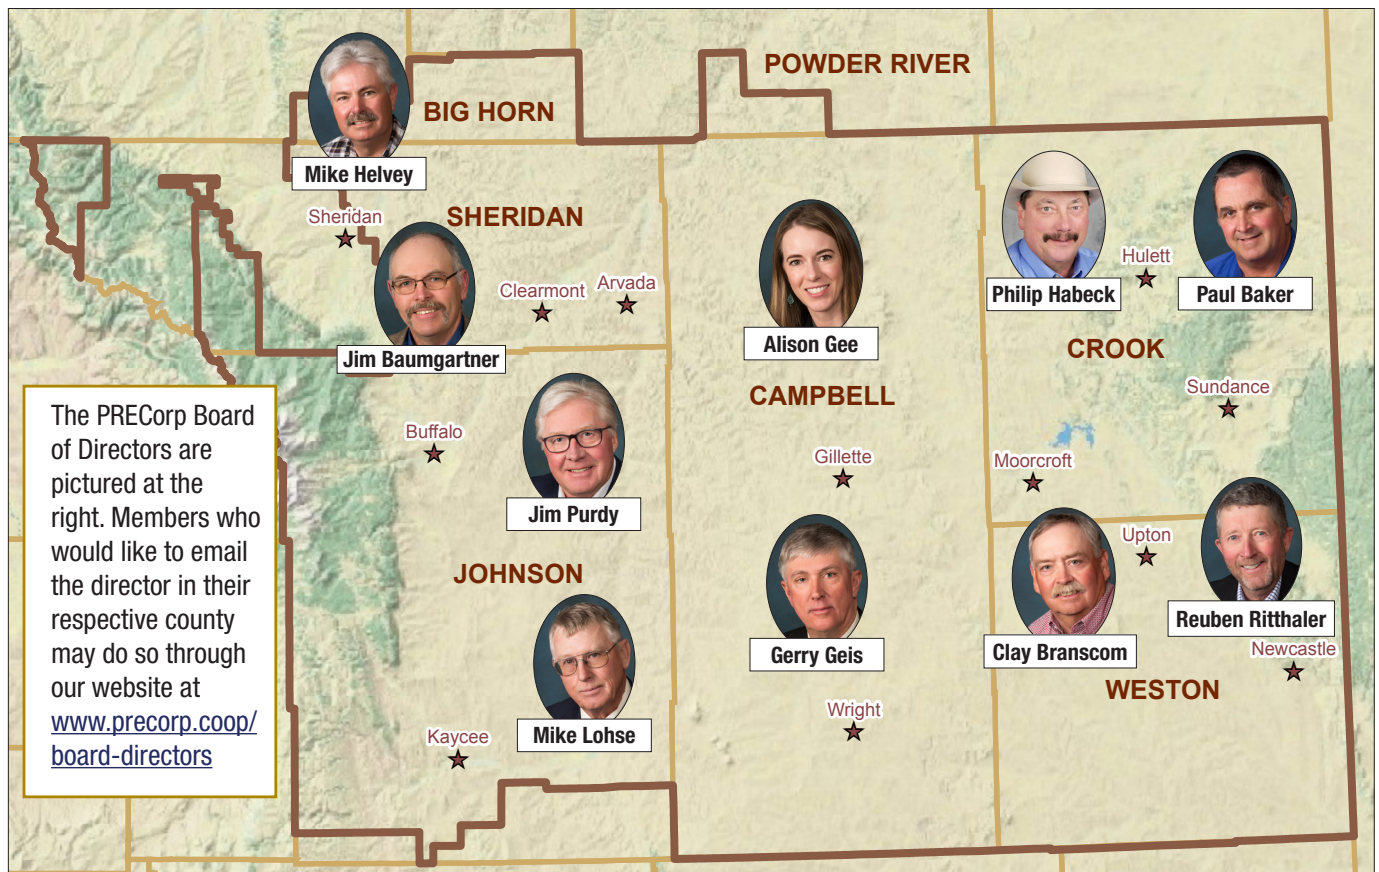 POWDER RIVER
BIG HORN
Mike Helvey
Sheridan
SHERIDAN
Clearmont
Arvada
Jim Baumgartner
Alison Gee
Philip Habeck
Hulett
Paul Baker
CROOK
CAMPBELL
Sundance
Buffalo
Gillette
Moorcroft
Jim Purdy
Upton
JOHNSON
Gerry Geis
Clay Branscom
Reuben Ritthaler
Newcastle
WESTON
Wright
Mike Lohse
Kaycee
The PRECorp Board
of Directors are
pictured at the
right. Members who
would like to email
the director in their
respective county
may do so through
our website at
www.precorp.coop/
board-directors